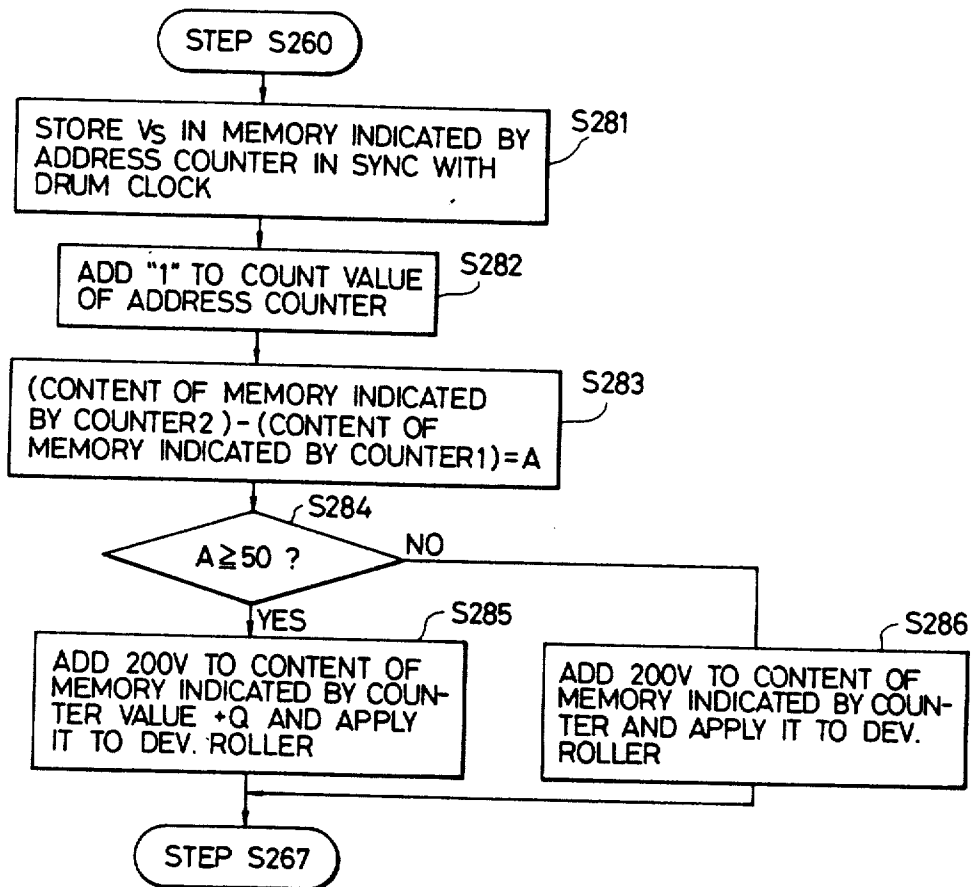 STEP S260
S281
STORE Vs IN MEMORY INDICATED BY
ADDRESS COUNTER IN SYNC WITH
DRUM CLOCK
S282
ADD "1" TO COUNT VALUE
OF ADDRESS COUNTER
S283
(CONTENT OF MEMORY INDICATED
BY COUNTER2)-(CONTENT OF
MEMORY INDICATED BY COUNTER1)=A
S284
A≧50 ?
NO
YES
S285
ADD 200V TO CONTENT OF
MEMORY INDICATED BY COUN-
TER VALUE +Q AND APPLY
IT TO DEV. ROLLER
S286
ADD 200V TO CONTENT OF
MEMORY INDICATED BY COUN-
TER AND APPLY IT TO DEV.
ROLLER
STEP S267